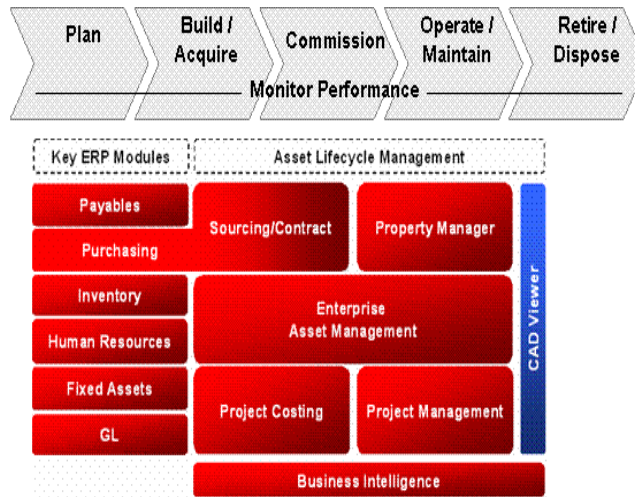 Plan
Build /
Acquire
Commission
Operate /
Maintain
Retire /
Dispose
Monitor Performance
Key ERP Modules
Asset Lifecycle Management
Payables
Purchasing
Sourcing/Contract
Property Manager
Inventory
Human Resources
Enterprise
Asset Management
Fixed Assets
GL
Project Costing
Project Management
CAD Viewer
Business Intelligence